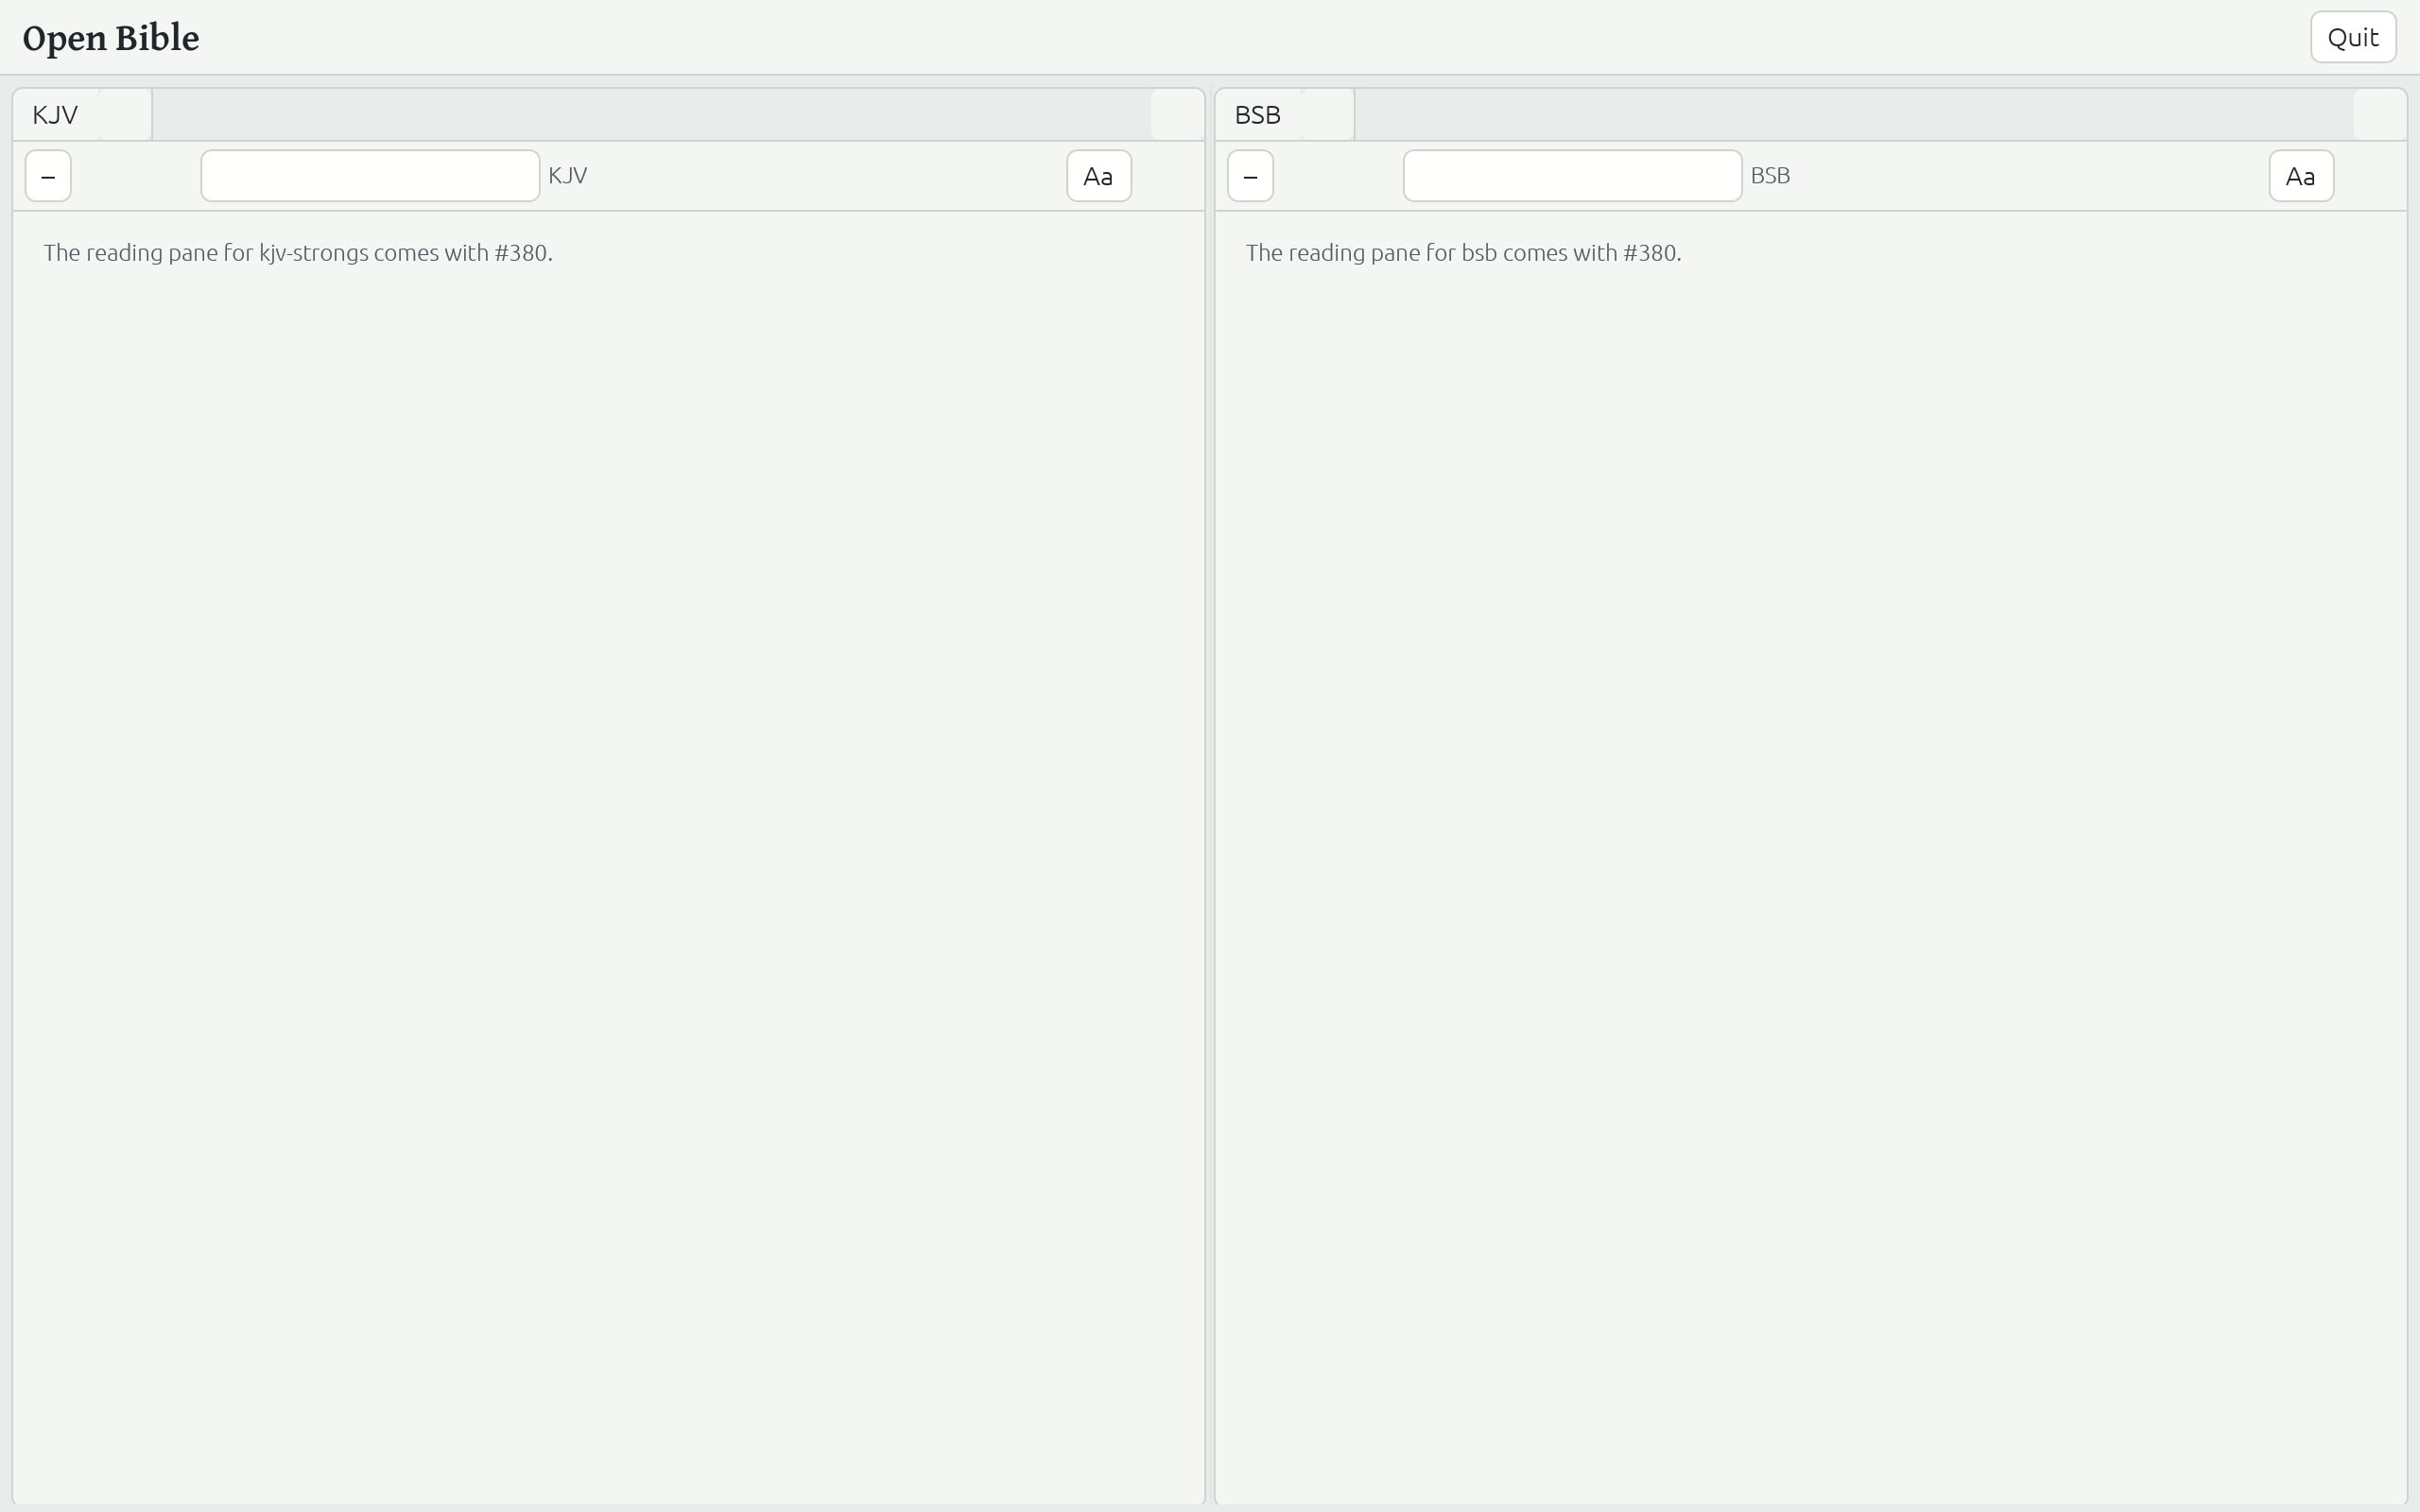 Open Bible
Quit
KJV
– KJV Aa
The reading pane for kjv-strongs comes with #380.
BSB
– BSB Aa
The reading pane for bsb comes with #380.